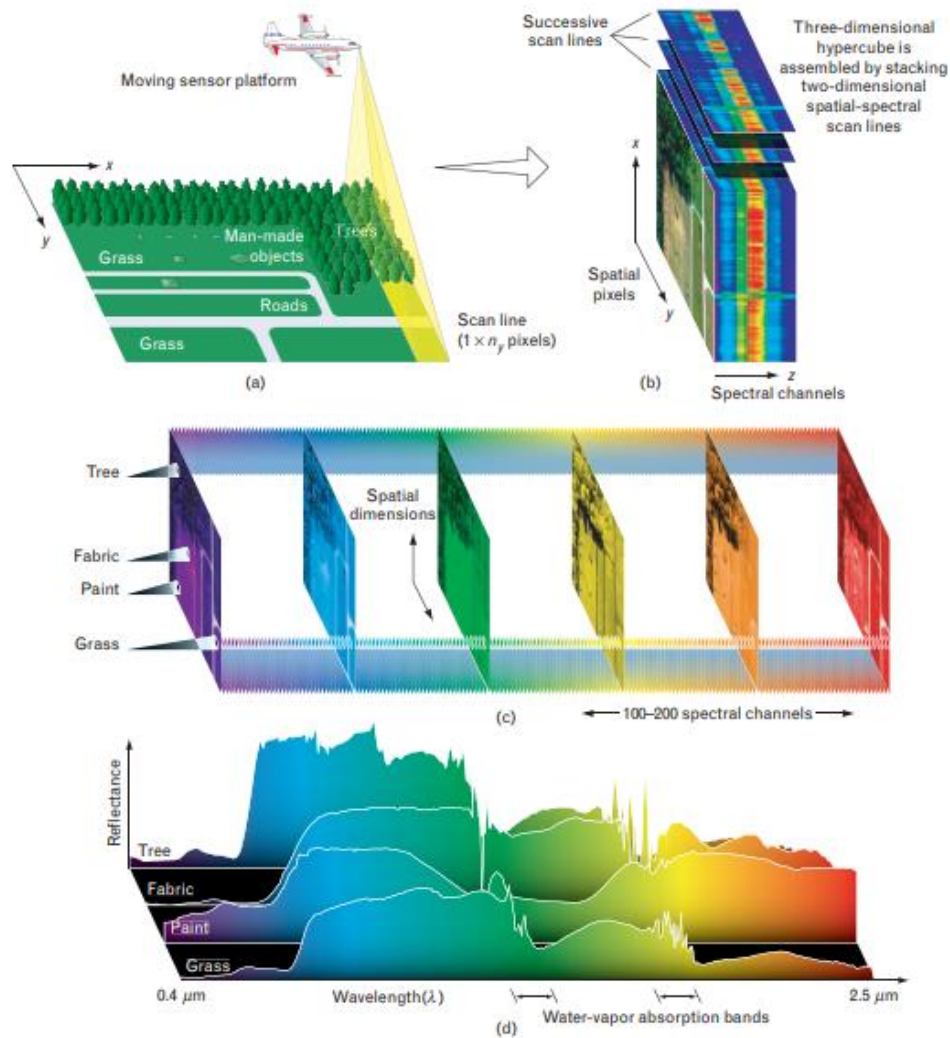 Moving sensor platform
x
y
Trees
Man-made
objects
Grass
Roads
Grass
Scan line
(1 × n_y pixels)
(a)
Successive
scan lines
Three-dimensional
hypercube is
assembled by stacking
two-dimensional
spatial-spectral
scan lines
x
Spatial
pixels
y
z
(b)
Spectral channels
Tree
Fabric
Paint
Grass
Spatial
dimensions
(c)
100–200 spectral channels
Reflectance
Tree
Fabric
Paint
Grass
0.4 μm
Wavelength(λ)
2.5 μm
Water-vapor absorption bands
(d)